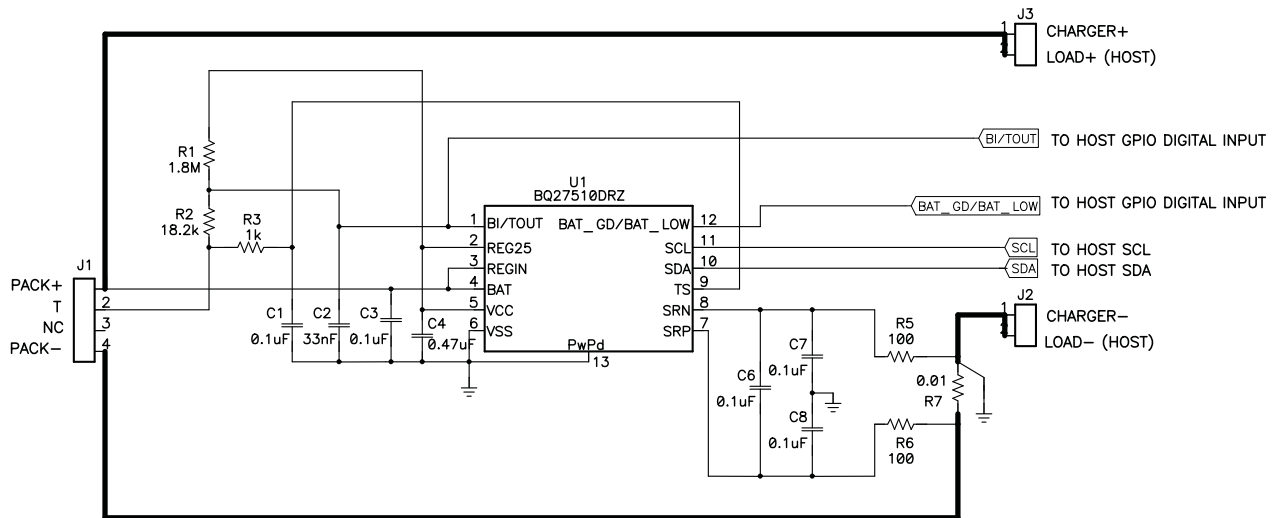 J3
1
CHARGER+
LOAD+ (HOST)
BI/TOUT TO HOST GPIO DIGITAL INPUT
R1
1.8M
U1
BQ27510DRZ
R2
18.2k
R3
1k
BAT_GD/BAT_LOW TO HOST GPIO DIGITAL INPUT
1 BI/TOUT BAT_GD/BAT_LOW 12
2 REG25 SCL 11
SCL TO HOST SCL
3 REGIN SDA 10
SDA TO HOST SDA
4 BAT TS 9
5 VCC SRN 8
6 VSS SRP 7
PwPd
13
J1
PACK+
T 2
NC 3
PACK- 4
C1
0.1uF
C2
33nF
C3
0.1uF
C4
0.47uF
J2
1
CHARGER-
LOAD- (HOST)
R5
100
C7
0.1uF
C6
0.1uF
0.01
R7
C8
0.1uF
R6
100